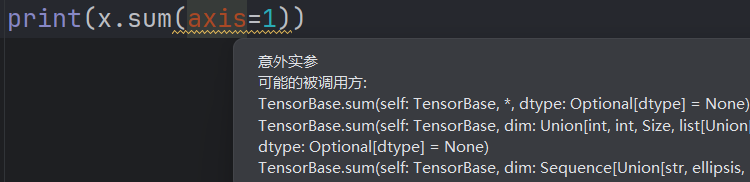 print(x.sum(axis=1))
意外实参
可能的被调用方:
TensorBase.sum(self: TensorBase, *, dtype: Optional[dtype] = None)
TensorBase.sum(self: TensorBase, dim: Union[int, int, Size, list[Union[
dtype: Optional[dtype] = None)
TensorBase.sum(self: TensorBase, dim: Sequence[Union[str, ellipsis,